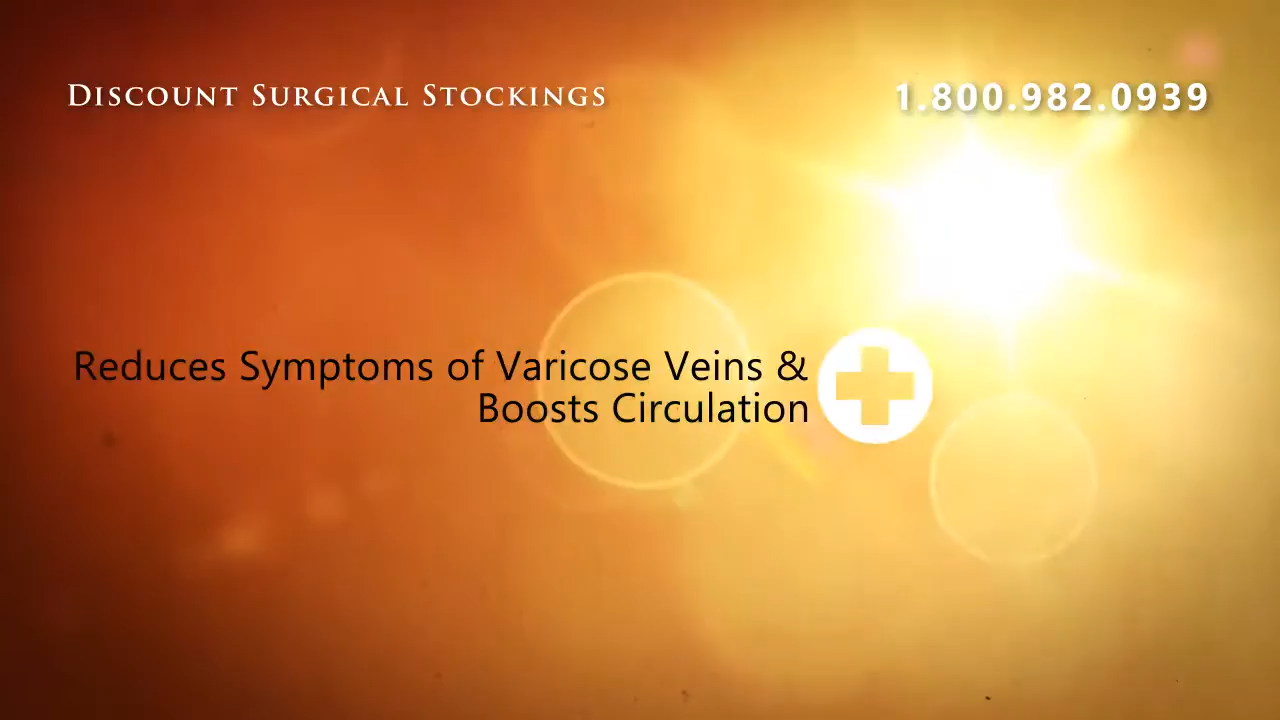 Discount Surgical Stockings
1.800.982.0939
Reduces Symptoms of Varicose Veins &
Boosts Circulation